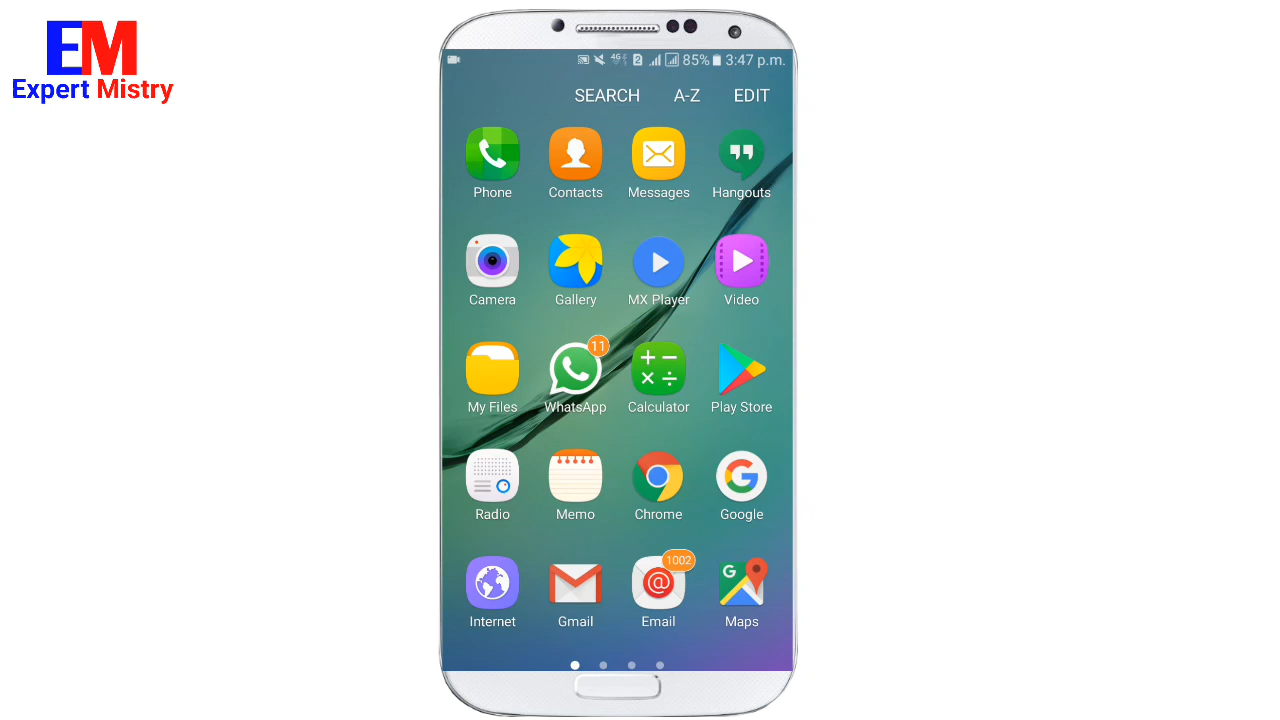 EM
Expert Mistry
4G 2 85% 3:47 p.m.
SEARCH A-Z EDIT
Phone Contacts Messages Hangouts
Camera Gallery MX Player Video
11
My Files WhatsApp Calculator Play Store
Radio Memo Chrome Google
1002
Internet Gmail Email Maps